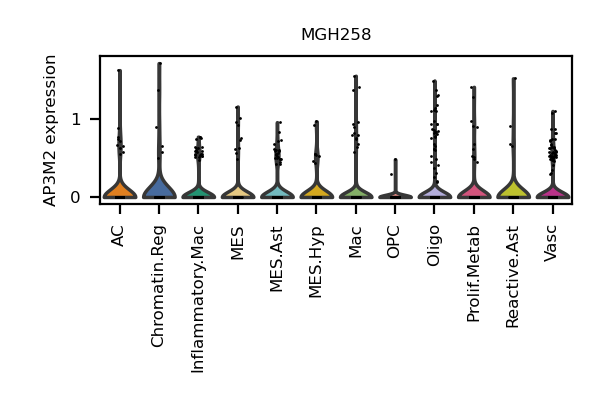 MGH258
AP3M2 expression
1
0
AC
Chromatin.Reg
Inflammatory.Mac
MES
MES.Ast
MES.Hyp
Mac
OPC
Oligo
Prolif.Metab
Reactive.Ast
Vasc